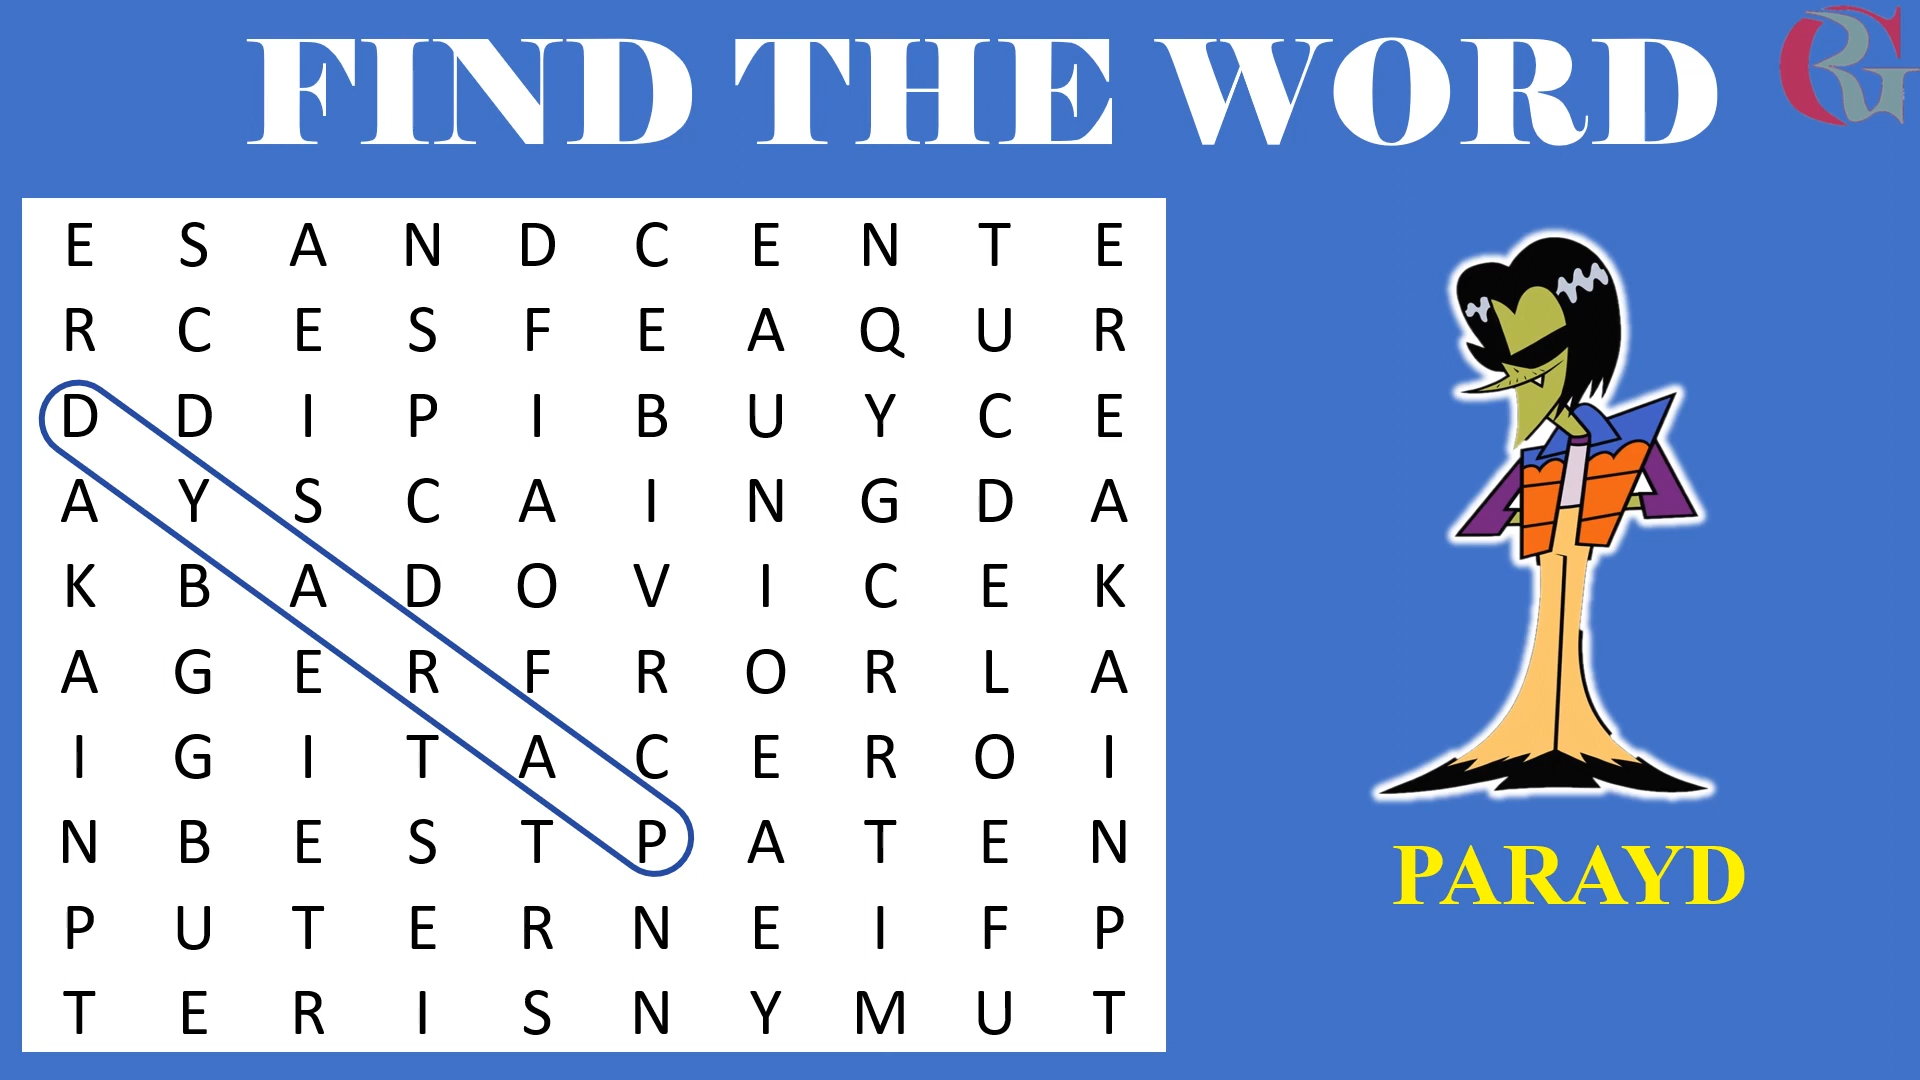 FIND THE WORD
E S A N D C E N T E
R C E S F E A Q U R
D D I P I B U Y C E
A Y S C A I N G D A
K B A D O V I C E K
A G E R F R O R L A
I G I T A C E R O I
N B E S T P A T E N
P U T E R N E I F P
T E R I S N Y M U T
PARAYD